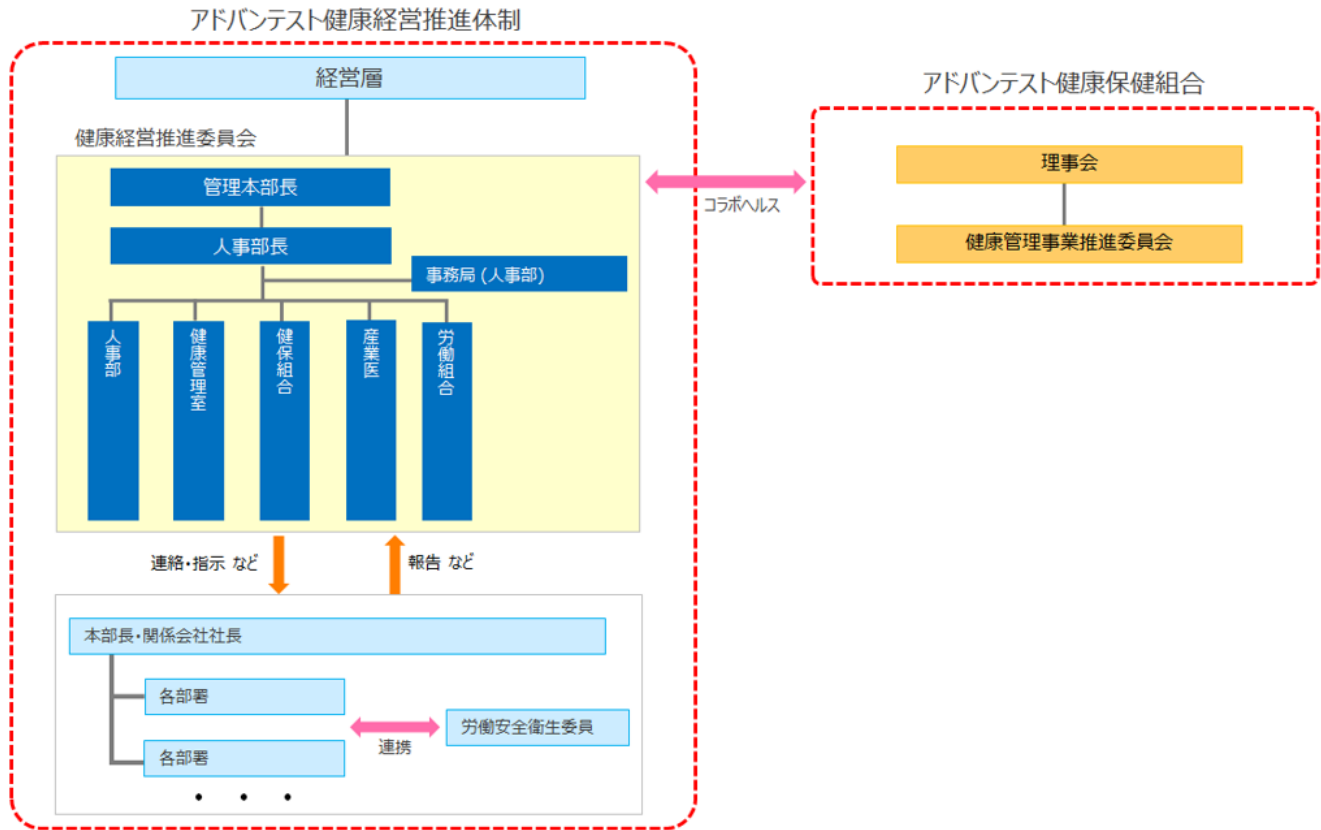 アドバンテスト健康経営推進体制
経営層
健康経営推進委員会
管理本部長
人事部長
事務局 (人事部)
人事部
健康管理室
健保組合
産業医
労働組合
連絡・指示 など
報告 など
本部長・関係会社社長
各部署
各部署
連携
労働安全衛生委員
・ ・ ・
コラボヘルス
アドバンテスト健康保健組合
理事会
健康管理事業推進委員会